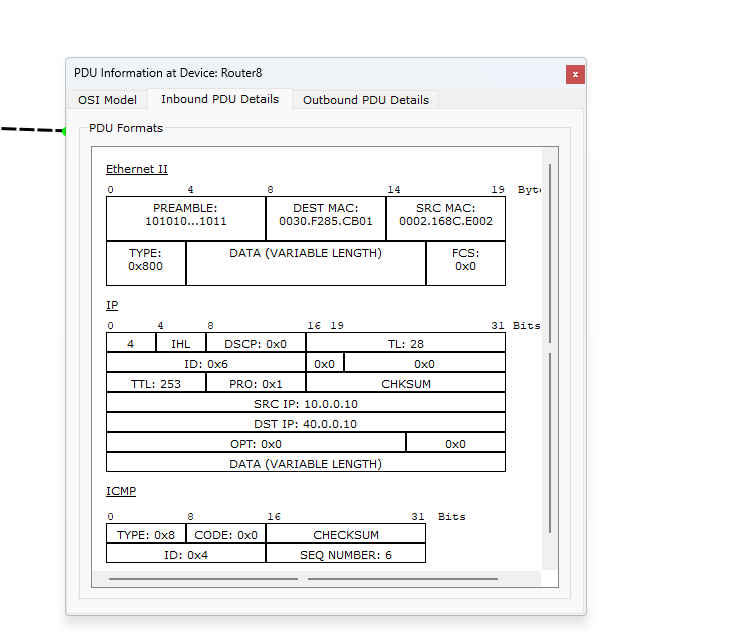 PDU Information at Device: Router8
x
OSI Model Inbound PDU Details Outbound PDU Details
PDU Formats
Ethernet II
0 4 8 14 19 Byte
PREAMBLE: DEST MAC: SRC MAC:
101010...1011 0030.F285.CB01 0002.168C.E002
TYPE: DATA (VARIABLE LENGTH) FCS:
0x800 0x0
IP
0 4 8 16 19 31 Bits
4 IHL DSCP: 0x0 TL: 28
ID: 0x6 0x0 0x0
TTL: 253 PRO: 0x1 CHKSUM
SRC IP: 10.0.0.10
DST IP: 40.0.0.10
OPT: 0x0 0x0
DATA (VARIABLE LENGTH)
ICMP
0 8 16 31 Bits
TYPE: 0x8 CODE: 0x0 CHECKSUM
ID: 0x4 SEQ NUMBER: 6